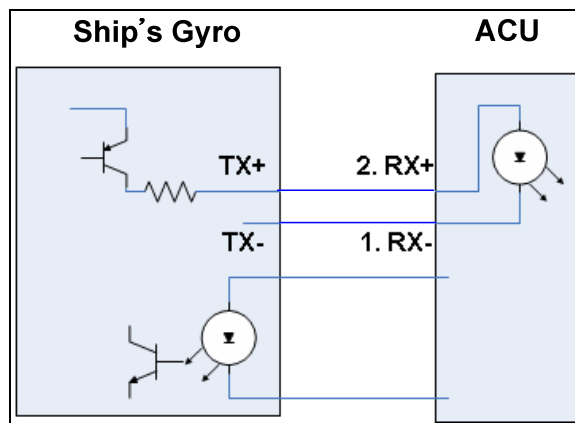 Ship's Gyro
ACU
TX+
2. RX+
TX-
1. RX-